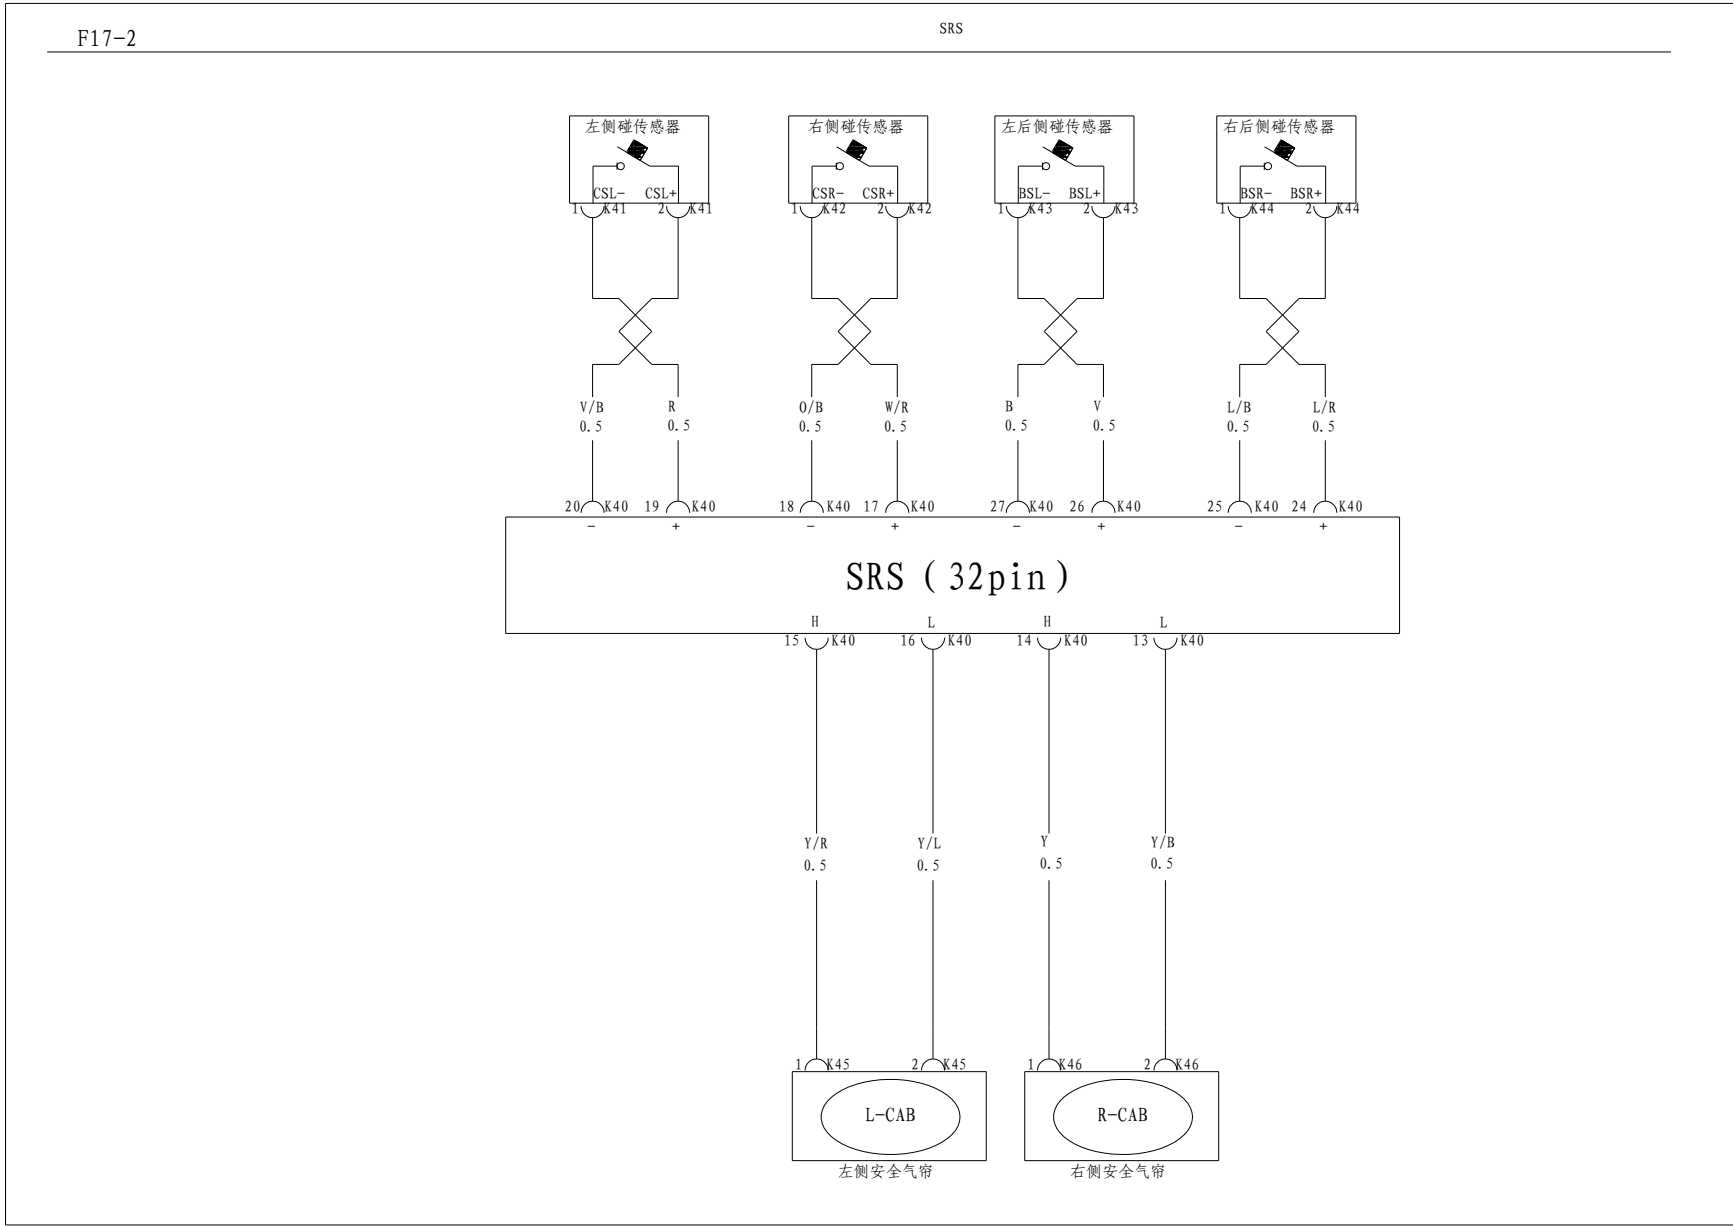 F17-2
SRS
左侧碰传感器 右侧碰传感器 左后侧碰传感器 右后侧碰传感器
CSL- CSL+ CSR- CSR+ BSL- BSL+ BSR- BSR+
1 K41 2 K41 1 K42 2 K42 1 K43 2 K43 1 K44 2 K44
V/B R O/B W/R B V L/B L/R
0.5 0.5 0.5 0.5 0.5 0.5 0.5 0.5
20 K40 19 K40 18 K40 17 K40 27 K40 26 K40 25 K40 24 K40
- + - + - + - +
SRS(32pin)
H L H L
15 K40 16 K40 14 K40 13 K40
Y/R Y/L Y Y/B
0.5 0.5 0.5 0.5
1 K45 2 K45 1 K46 2 K46
L-CAB R-CAB
左侧安全气帘 右侧安全气帘